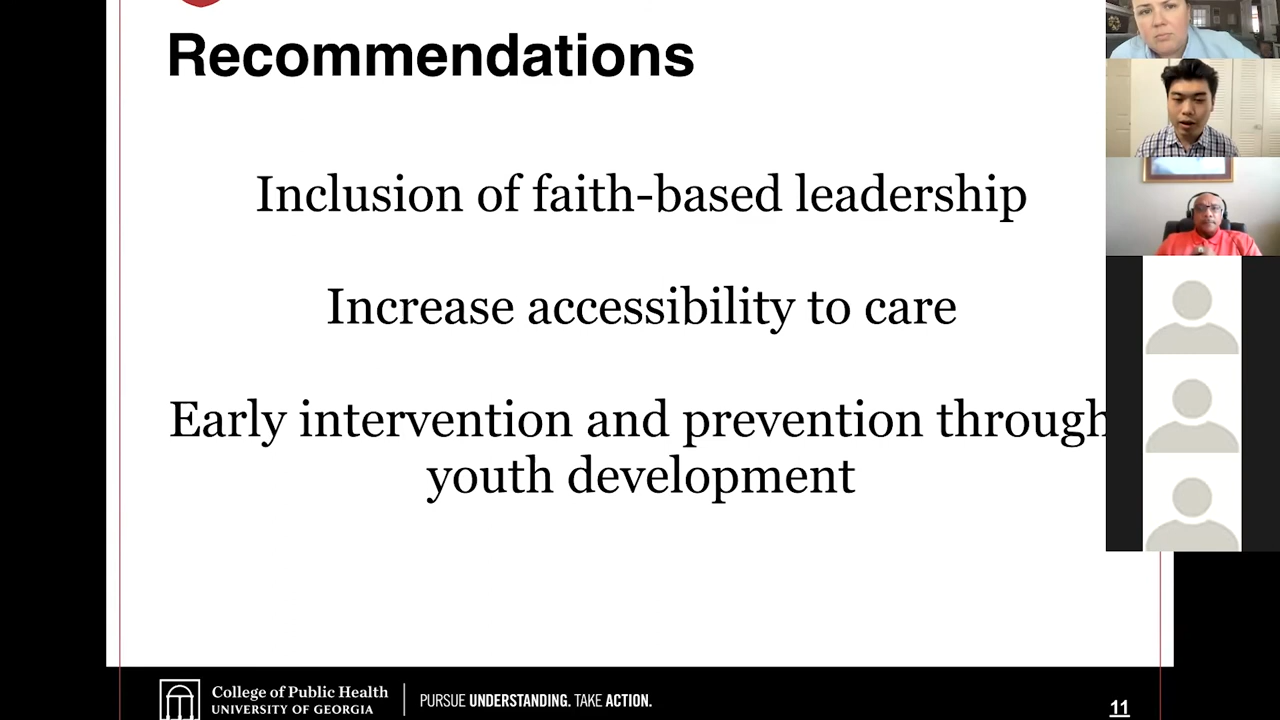 Recommendations
Inclusion of faith-based leadership
Increase accessibility to care
Early intervention and prevention through
youth development
College of Public Health
UNIVERSITY OF GEORGIA
PURSUE UNDERSTANDING. TAKE ACTION.
11